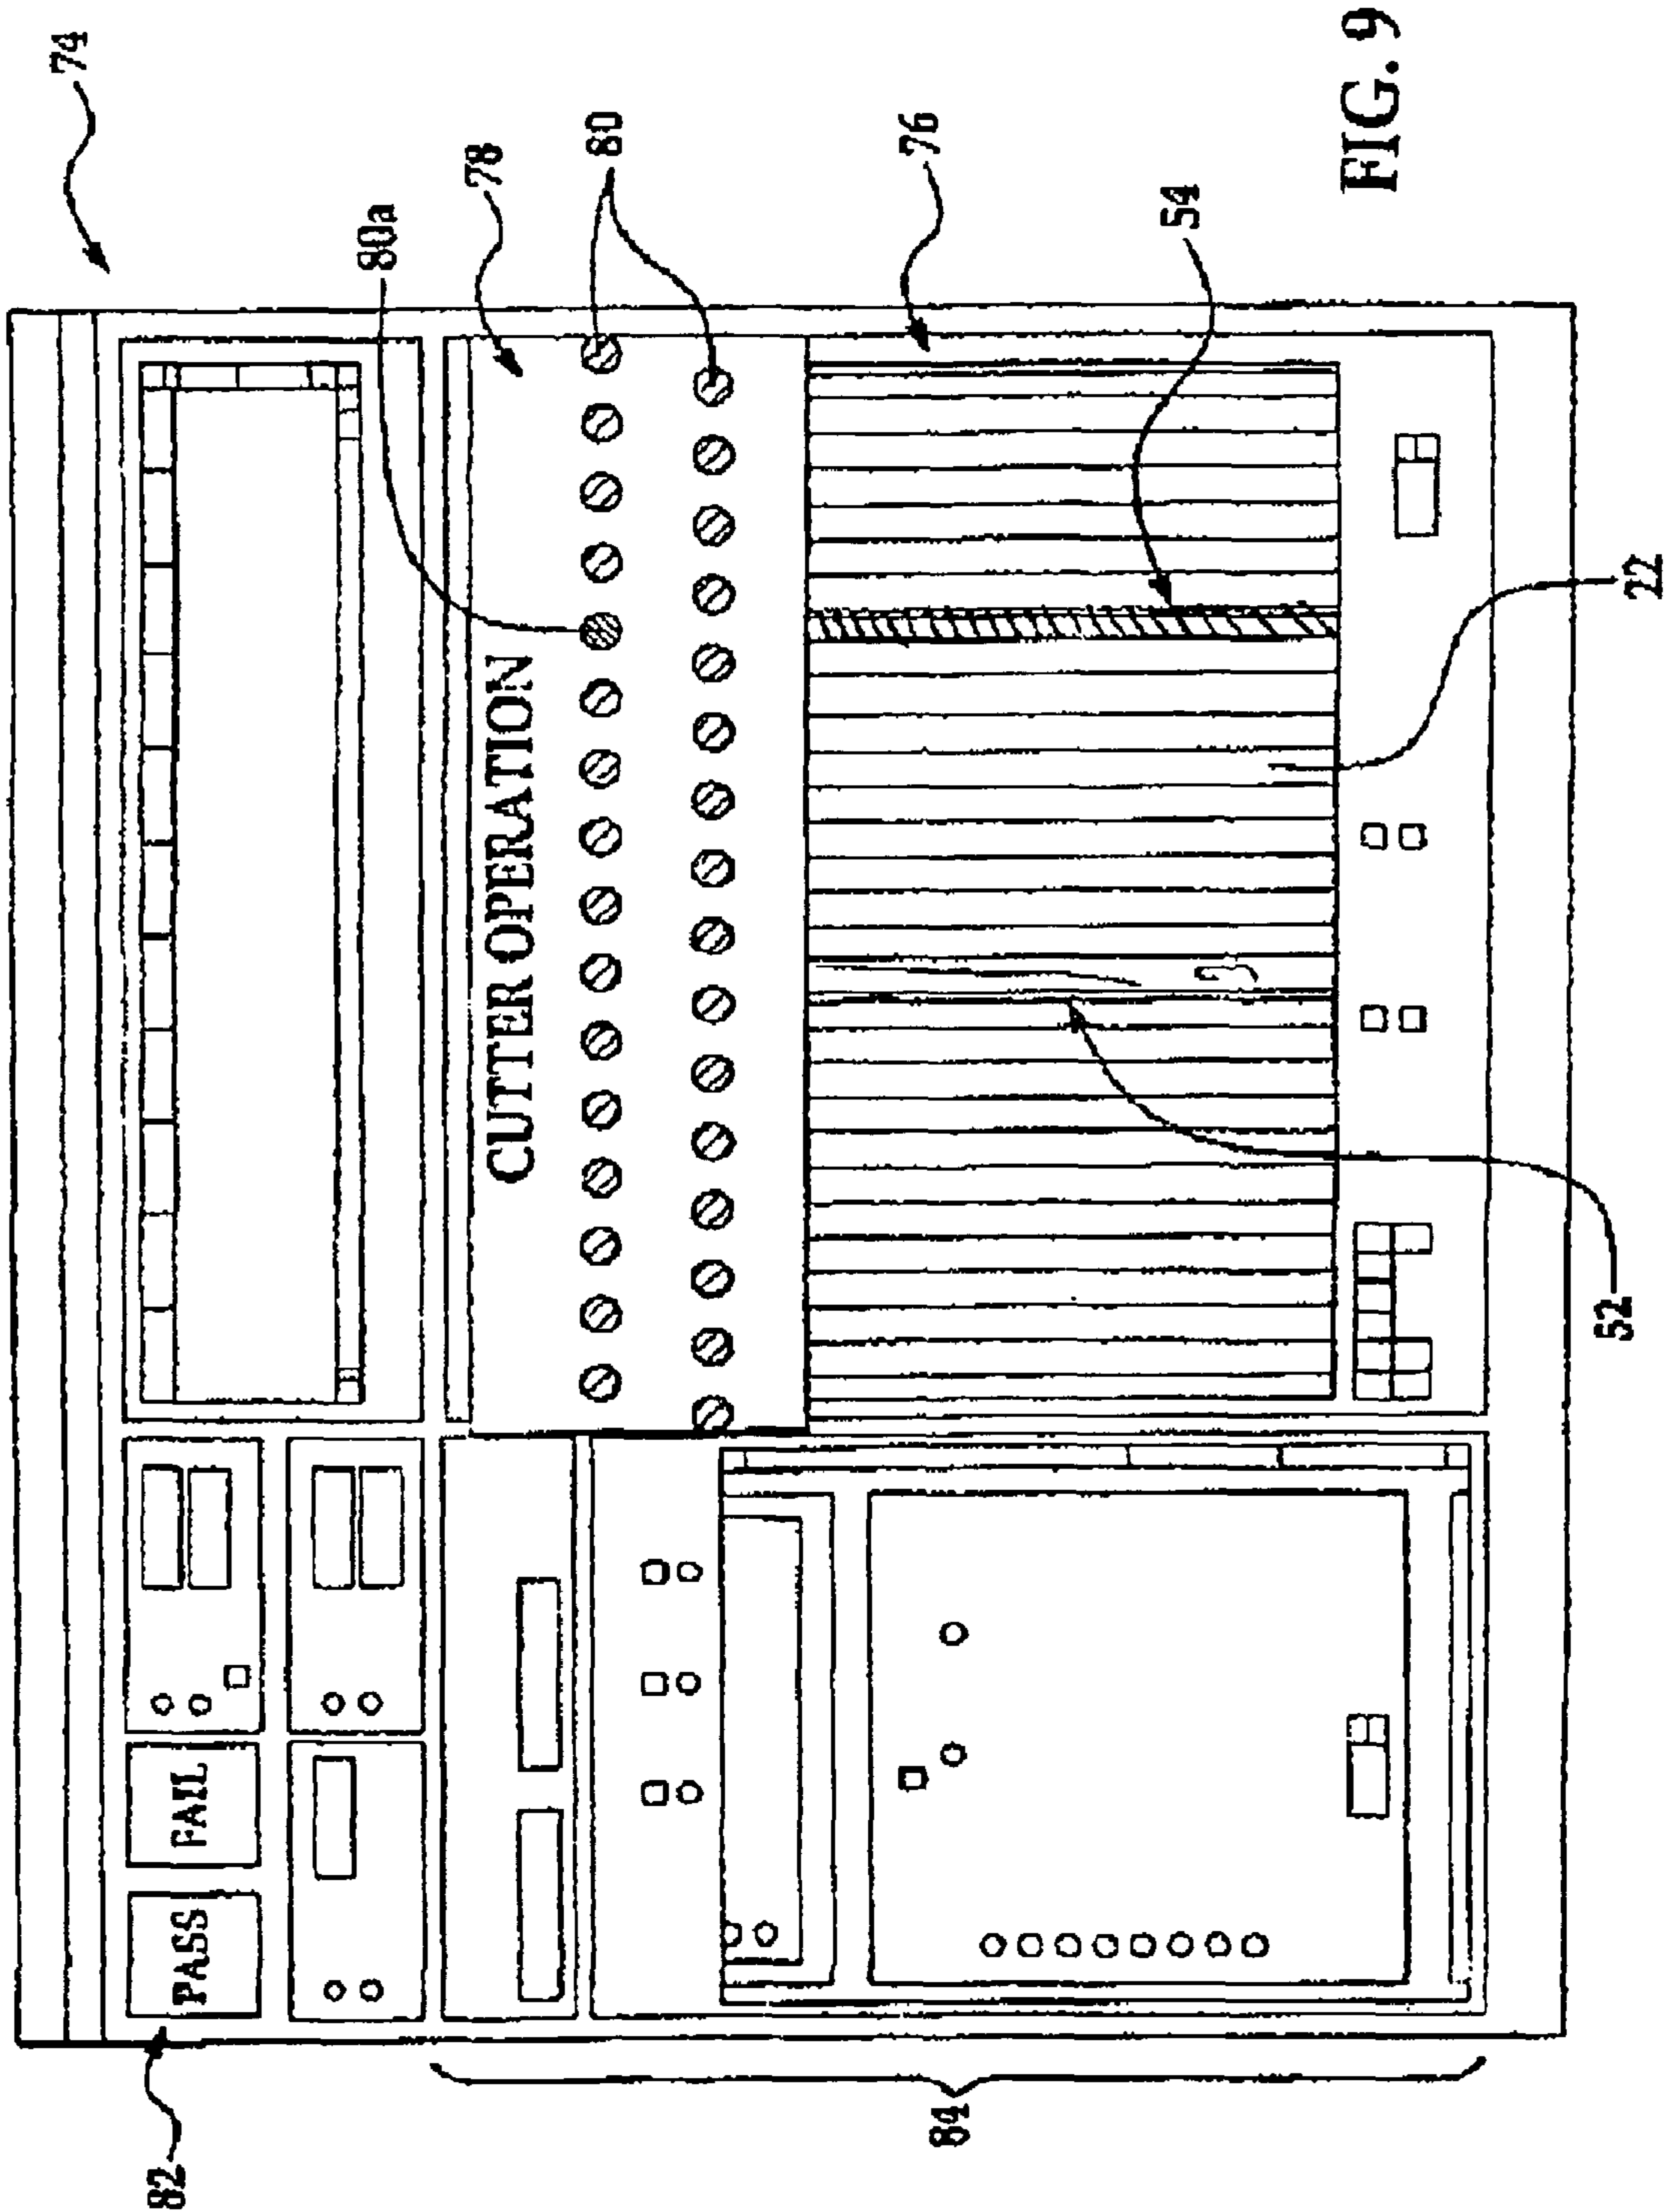 74
82
PASS
FAIL
80a
78
CUTTER OPERATION
80
76
54
84
52
22
FIG. 9